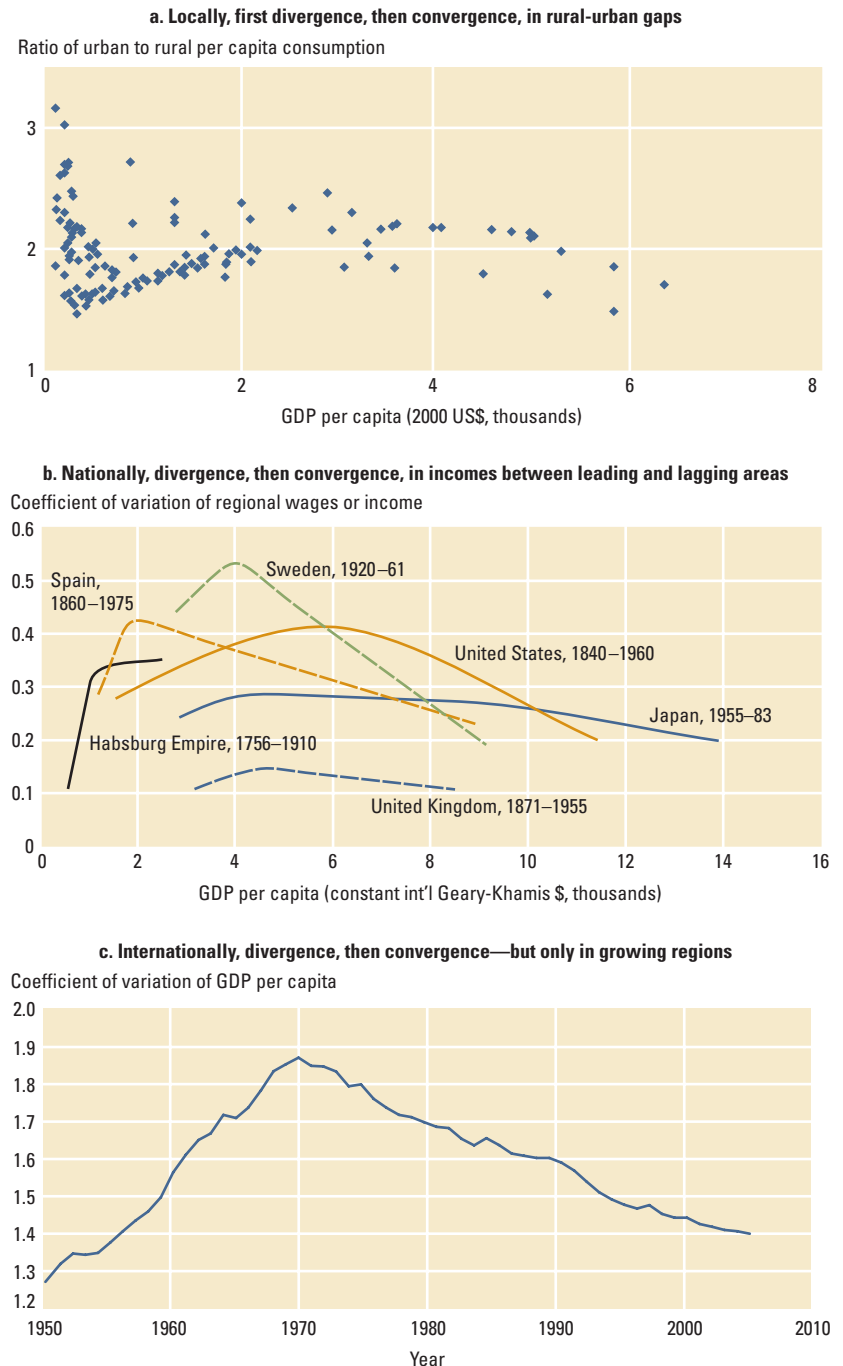 a. Locally, first divergence, then convergence, in rural-urban gaps
Ratio of urban to rural per capita consumption
3
2
1
0 2 4 6 8
GDP per capita (2000 US$, thousands)
b. Nationally, divergence, then convergence, in incomes between leading and lagging areas
Coefficient of variation of regional wages or income
0.6
0.5
0.4
0.3
0.2
0.1
0
Spain,
1860–1975
Sweden, 1920–61
United States, 1840–1960
Japan, 1955–83
Habsburg Empire, 1756–1910
United Kingdom, 1871–1955
0 2 4 6 8 10 12 14 16
GDP per capita (constant int'l Geary-Khamis $, thousands)
c. Internationally, divergence, then convergence—but only in growing regions
Coefficient of variation of GDP per capita
2.0
1.9
1.8
1.7
1.6
1.5
1.4
1.3
1.2
1950 1960 1970 1980 1990 2000 2010
Year